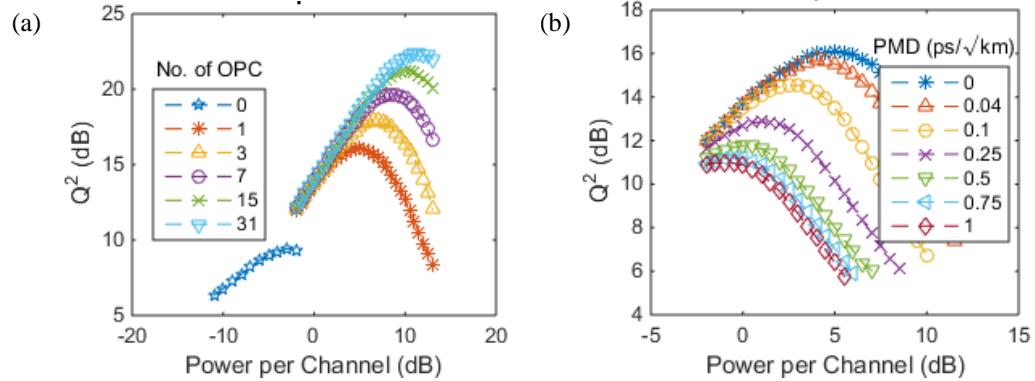 (a)
25
20
15
10
5
Q² (dB)
No. of OPC
0
1
3
7
15
31
-20 -10 0 10 20
Power per Channel (dB)
(b)
18
16
14
12
10
8
6
4
Q² (dB)
PMD (ps/√km)
0
0.04
0.1
0.25
0.5
0.75
1
-5 0 5 10 15
Power per Channel (dB)